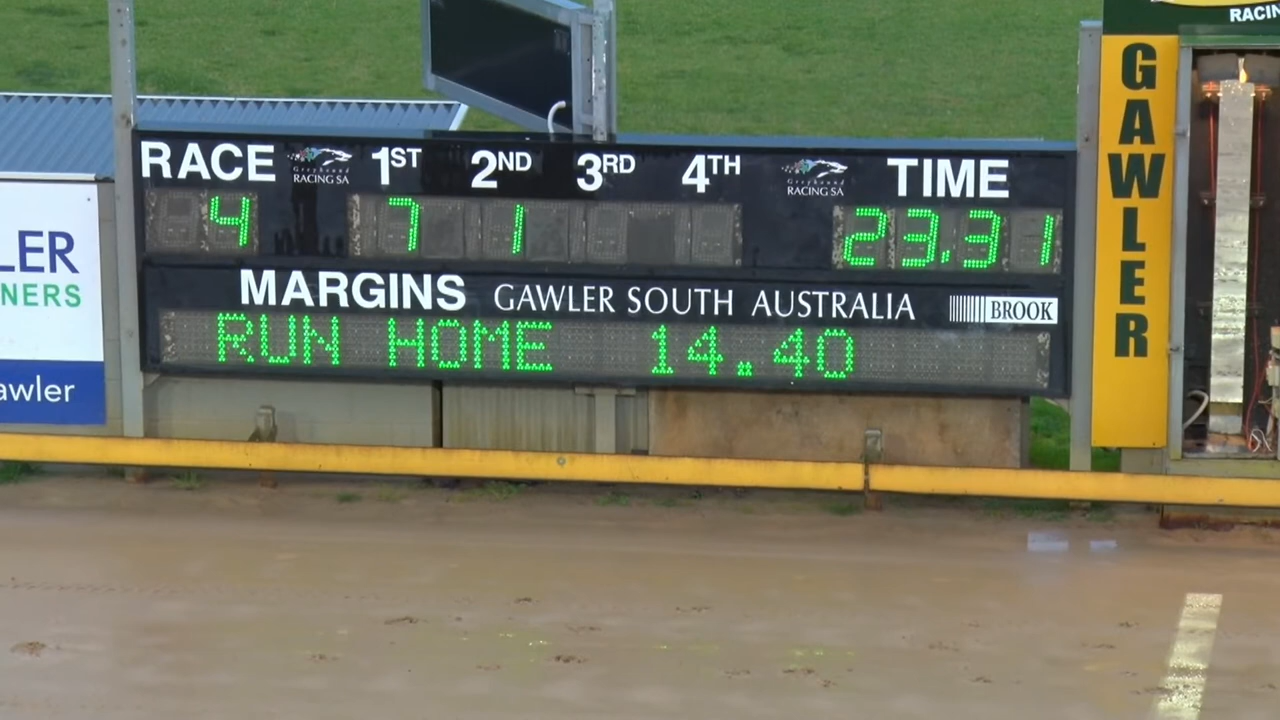 RACING
RACE 1ST 2ND 3RD 4TH TIME
Greyhound RACING SA
Greyhound RACING SA
4 7 1 23.31
MARGINS GAWLER SOUTH AUSTRALIA BROOK
RUN HOME 14.40
GAWLER
LER
NERS
awler